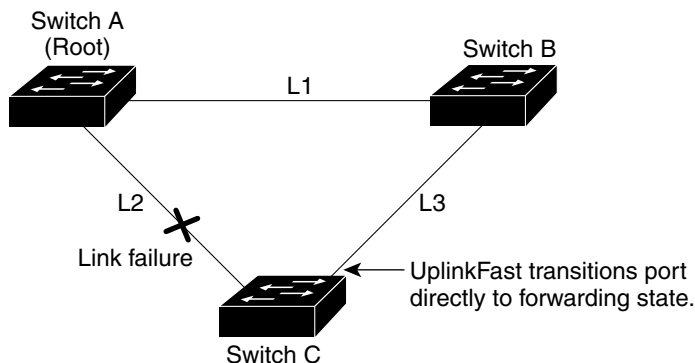 Switch A
(Root)
Switch B
L1
L2
L3
Link failure
UplinkFast transitions port
directly to forwarding state.
Switch C